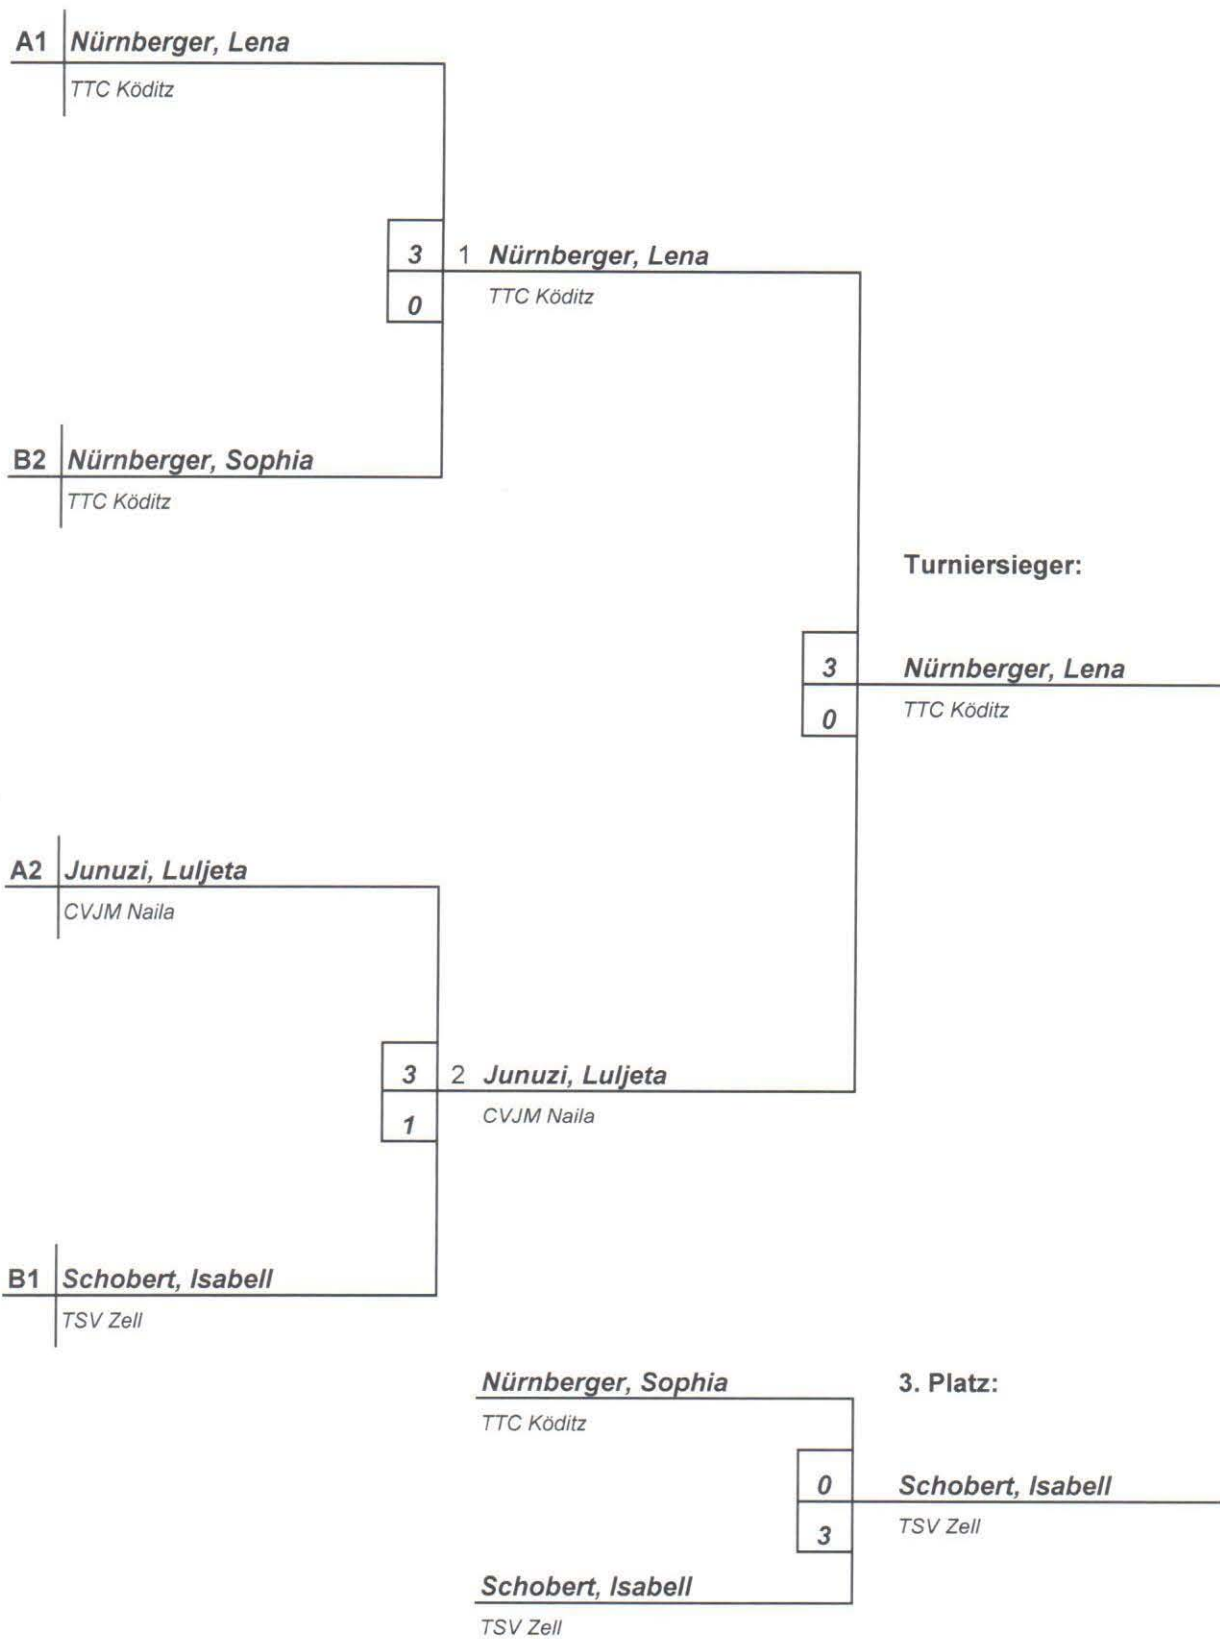 A1 Nürnberger, Lena
TTC Köditz
3 1 Nürnberger, Lena
0 TTC Köditz
B2 Nürnberger, Sophia
TTC Köditz
Turniersieger:
3 Nürnberger, Lena
0 TTC Köditz
A2 Junuzi, Luljeta
CVJM Naila
3 2 Junuzi, Luljeta
1 CVJM Naila
B1 Schobert, Isabell
TSV Zell
Nürnberger, Sophia 3. Platz:
TTC Köditz
0 Schobert, Isabell
3 TSV Zell
Schobert, Isabell
TSV Zell